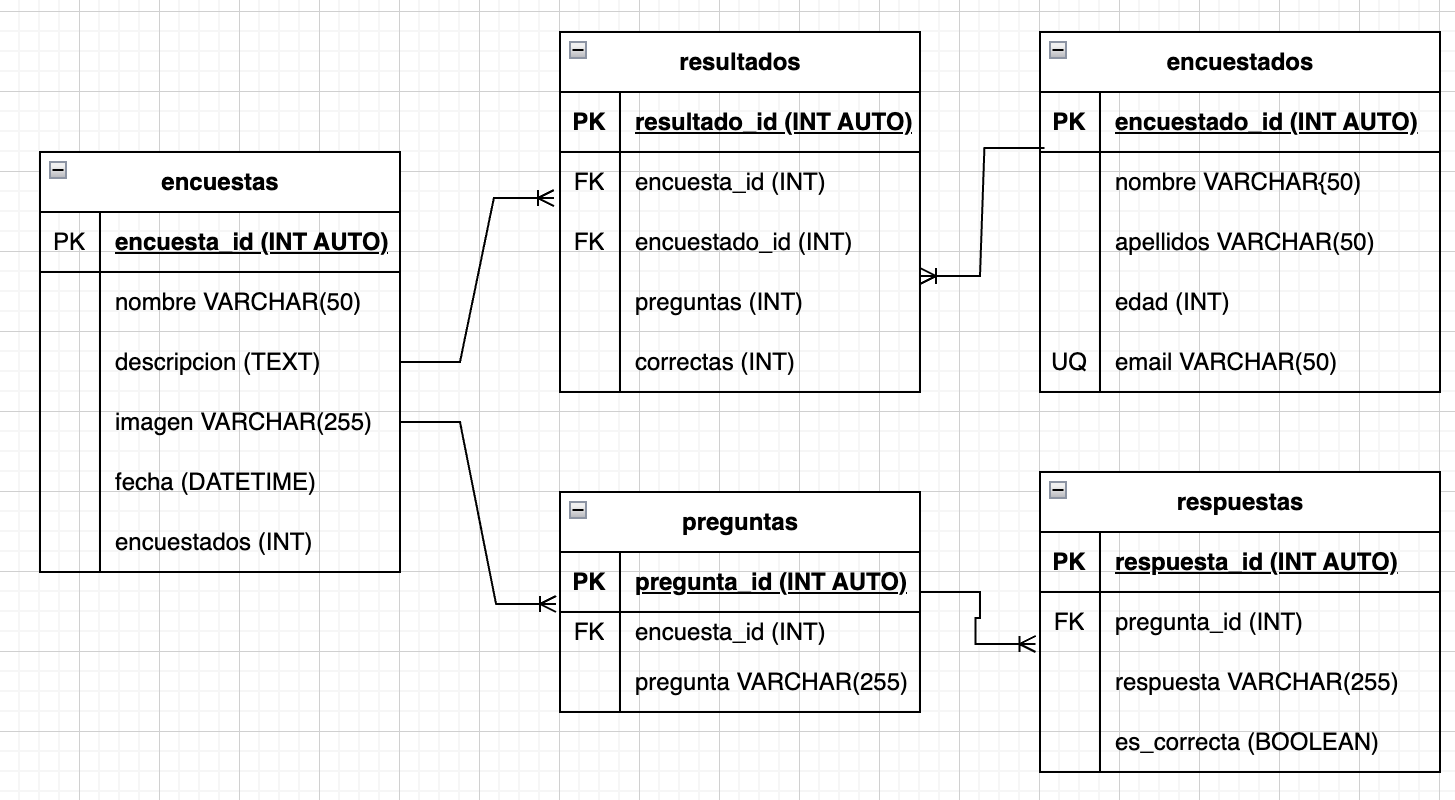 encuestas
PK encuesta_id (INT AUTO)
nombre VARCHAR(50)
descripcion (TEXT)
imagen VARCHAR(255)
fecha (DATETIME)
encuestados (INT)
resultados
PK resultado_id (INT AUTO)
FK encuesta_id (INT)
FK encuestado_id (INT)
preguntas (INT)
correctas (INT)
encuestados
PK encuestado_id (INT AUTO)
nombre VARCHAR{50)
apellidos VARCHAR(50)
edad (INT)
UQ email VARCHAR(50)
preguntas
PK pregunta_id (INT AUTO)
FK encuesta_id (INT)
pregunta VARCHAR(255)
respuestas
PK respuesta_id (INT AUTO)
FK pregunta_id (INT)
respuesta VARCHAR(255)
es_correcta (BOOLEAN)